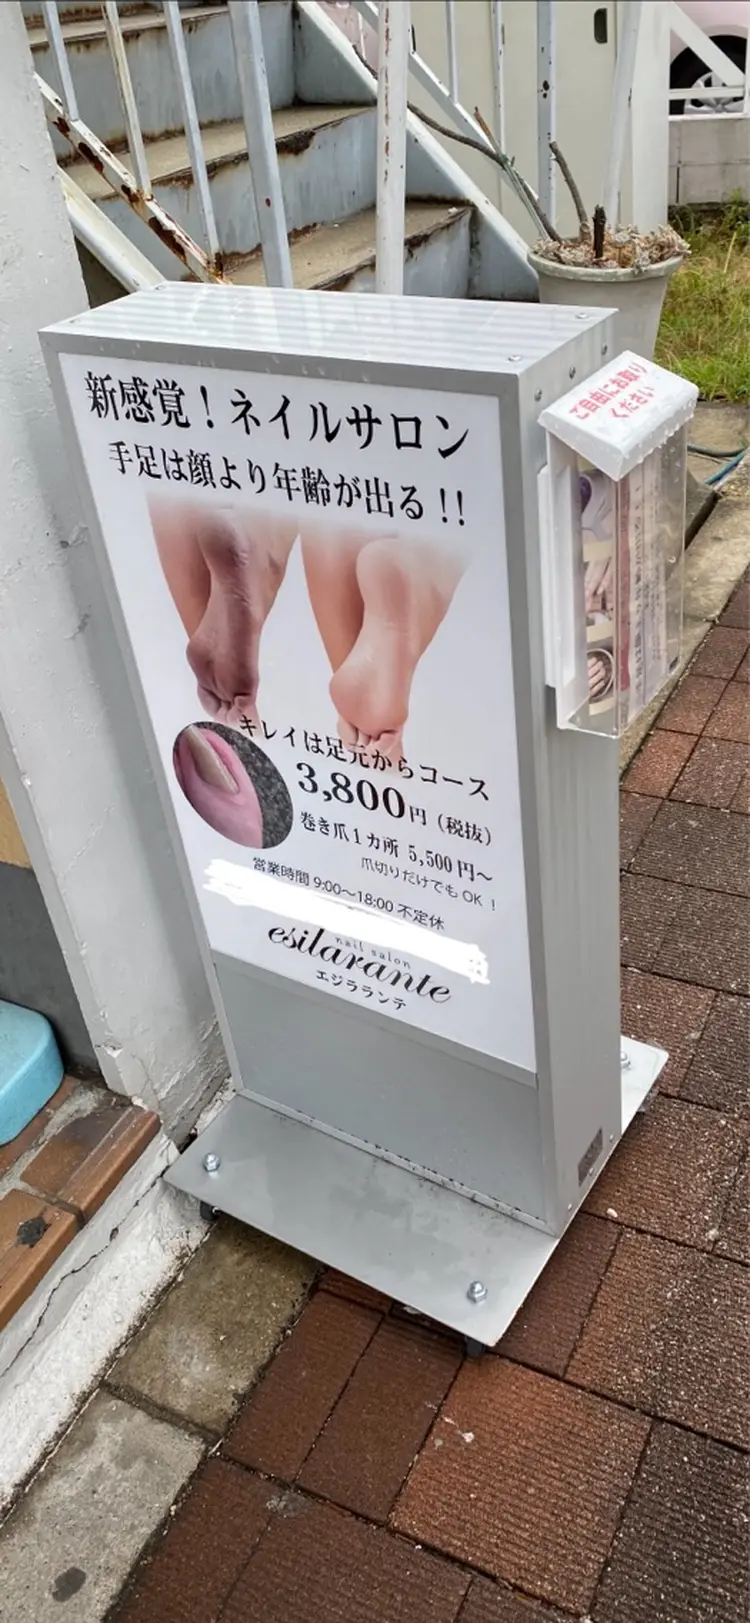 新感覚！ネイルサロン
手足は顔より年齢が出る!!
キレイは足元からコース
3,800円（税抜）
巻き爪1カ所 5,500円～
爪切りだけでもOK！
営業時間 9:00～18:00 不定休
nail salon
esilarante
エジラランテ
ご自由にお取り
ください